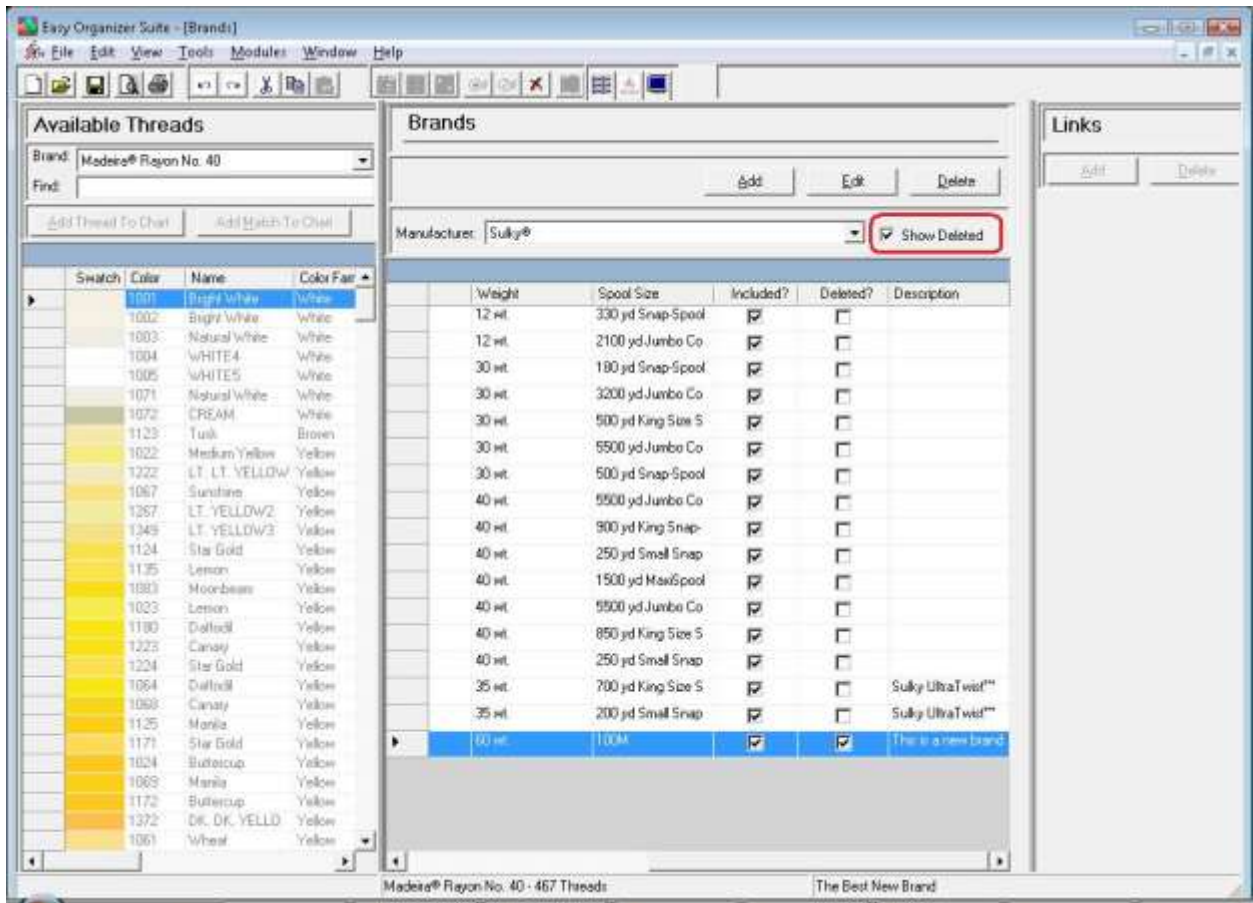 Easy Organizer Suite - [Brands]
File Edit View Tools Modules Window Help
Available Threads
Brand: Madeira® Rayon No. 40
Find:
Add Thread To Chart Add Match To Chart
Swatch Color Name Color Fam
1001 Bright White White
1002 Bright White White
1003 Natural White White
1004 WHITE4 White
1005 WHITE5 White
1071 Natural White White
1072 CREAM White
1123 Tusk Brown
1022 Medium Yellow Yellow
1222 LT. LT. YELLOW Yellow
1067 Sunshine Yellow
1267 LT. YELLOW2 Yellow
1349 LT. YELLOW3 Yellow
1124 Star Gold Yellow
1135 Lemon Yellow
1083 Moonbeam Yellow
1023 Lemon Yellow
1180 Daffodil Yellow
1223 Canary Yellow
1224 Star Gold Yellow
1064 Daffodil Yellow
1068 Canary Yellow
1125 Manila Yellow
1171 Star Gold Yellow
1024 Buttercup Yellow
1069 Manila Yellow
1172 Buttercup Yellow
1372 DK. DK. YELLO Yellow
1061 Wheat Yellow
Brands
Add Edit Delete
Manufacturer: Sulky® Show Deleted
Weight Spool Size Included? Deleted? Description
12 wt. 330 yd Snap-Spool
12 wt. 2100 yd Jumbo Co
30 wt. 180 yd Snap-Spool
30 wt. 3200 yd Jumbo Co
30 wt. 500 yd King Size S
30 wt. 5500 yd Jumbo Co
30 wt. 500 yd Snap-Spool
40 wt. 5500 yd Jumbo Co
40 wt. 900 yd King Snap-
40 wt. 250 yd Small Snap
40 wt. 1500 yd MaxiSpool
40 wt. 5500 yd Jumbo Co
40 wt. 850 yd King Size S
40 wt. 250 yd Small Snap
35 wt. 700 yd King Size S Sulky UltraTwist™
35 wt. 200 yd Small Snap Sulky UltraTwist™
60 wt. 100M This is a new brand
Links
Add Delete
Madeira® Rayon No. 40 - 467 Threads The Best New Brand